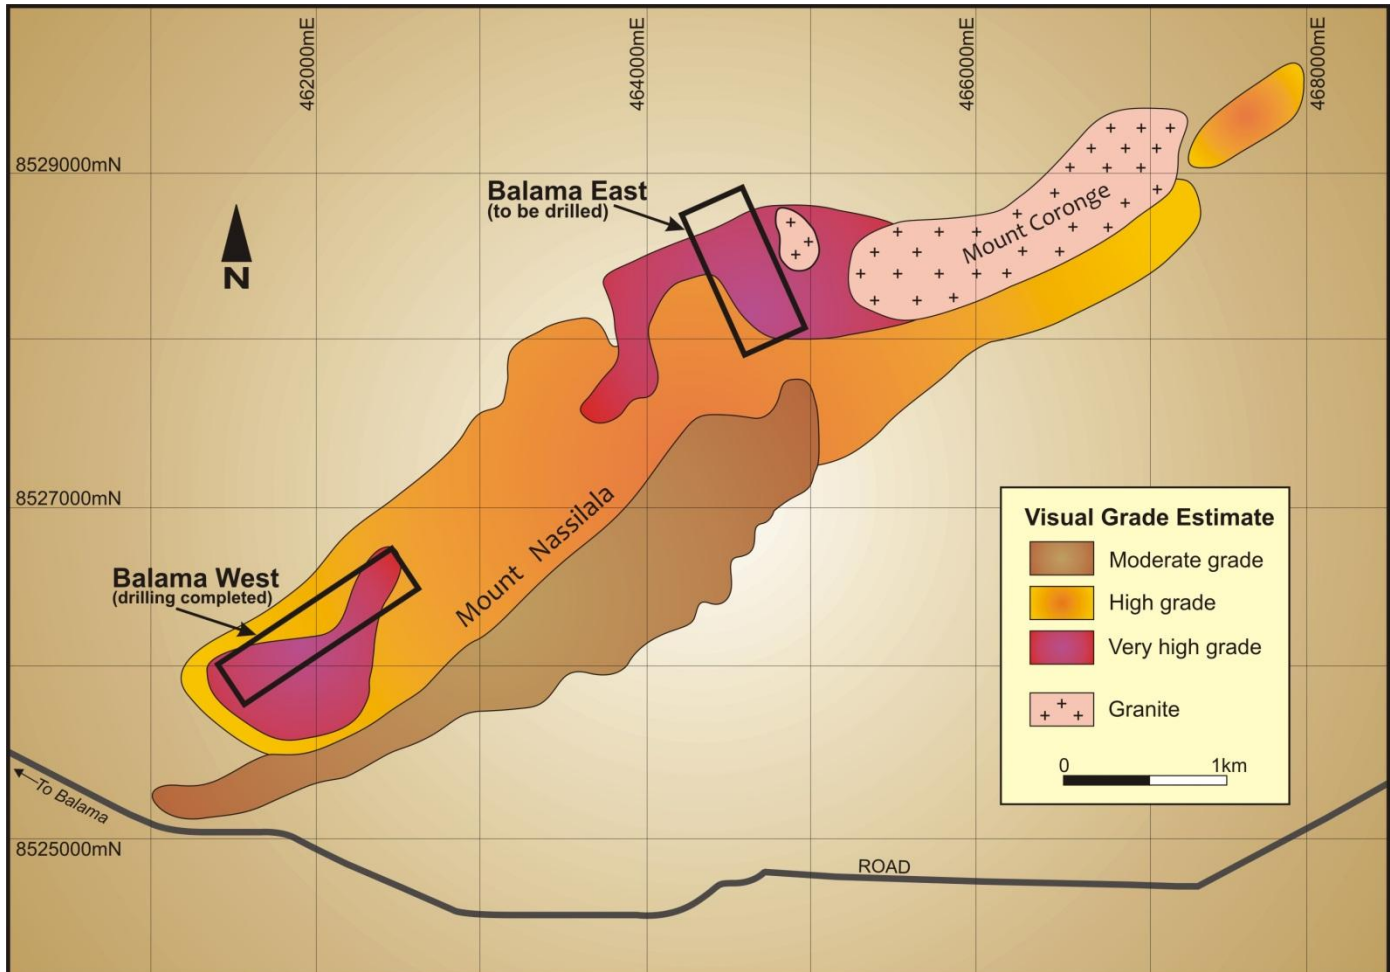 462000mE
464000mE
466000mE
468000mE
8529000mN
Balama East
(to be drilled)
Mount Coronge
N
8527000mN
Mount Nassilala
Balama West
(drilling completed)
Visual Grade Estimate
Moderate grade
High grade
Very high grade
Granite
0 1km
To Balama
8525000mN
ROAD